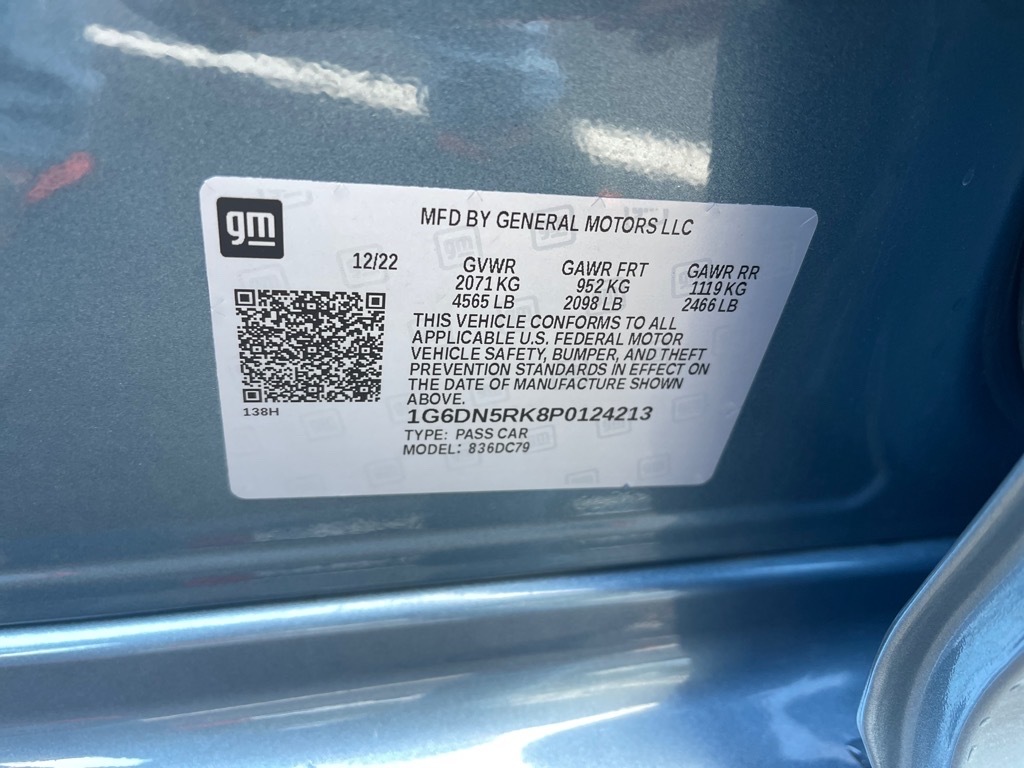 gm
MFD BY GENERAL MOTORS LLC
12/22
GVWR
2071 KG
4565 LB
GAWR FRT
952 KG
2098 LB
GAWR RR
1119 KG
2466 LB
THIS VEHICLE CONFORMS TO ALL
APPLICABLE U.S. FEDERAL MOTOR
VEHICLE SAFETY, BUMPER, AND THEFT
PREVENTION STANDARDS IN EFFECT ON
THE DATE OF MANUFACTURE SHOWN
ABOVE.
138H
1G6DN5RK8P0124213
TYPE: PASS CAR
MODEL: 836DC79